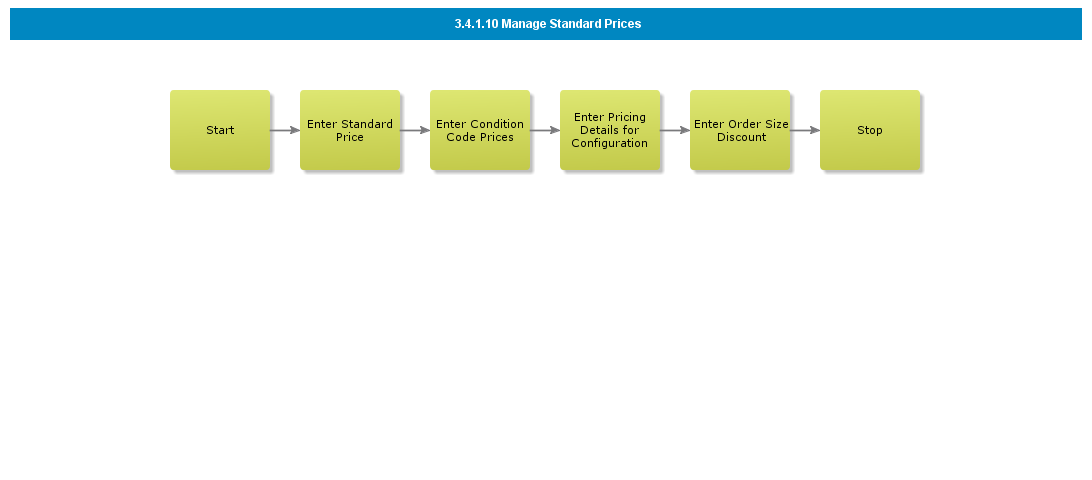 3.4.1.10 Manage Standard Prices
Start
Enter Standard
Price
Enter Condition
Code Prices
Enter Pricing
Details for
Configuration
Enter Order Size
Discount
Stop